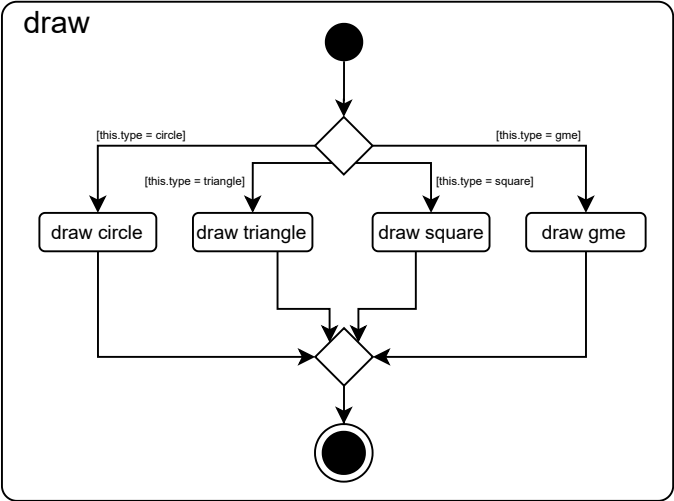 draw
[this.type = circle]
[this.type = gme]
[this.type = triangle]
[this.type = square]
draw circle
draw triangle
draw square
draw gme